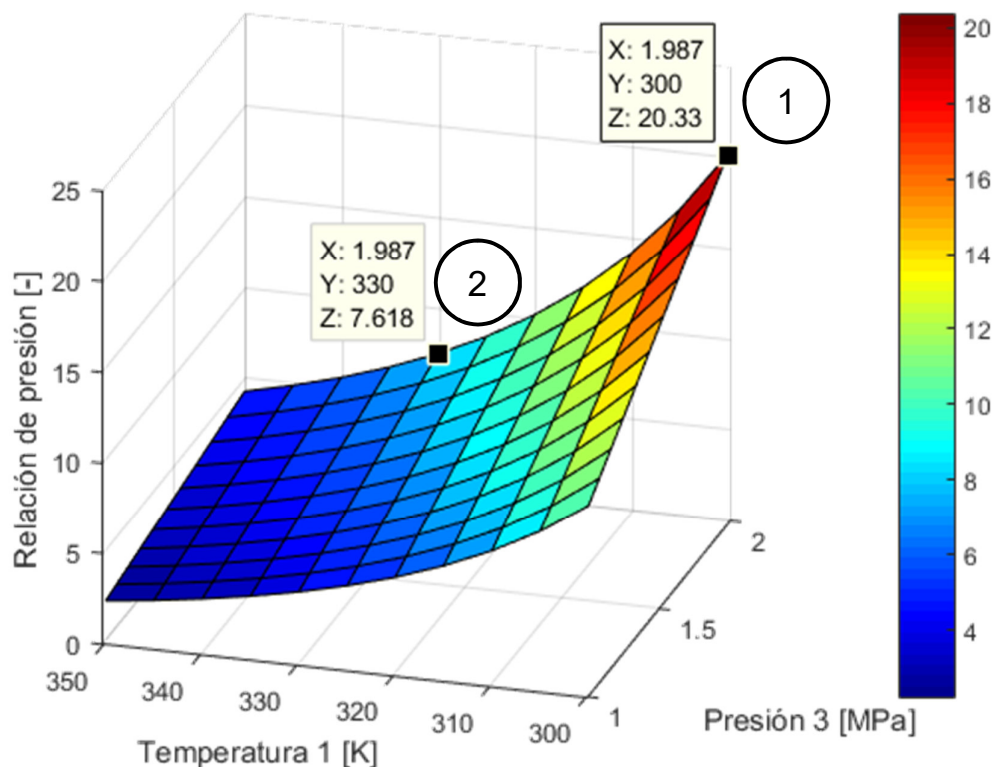 X: 1.987
Y: 300
Z: 20.33
1
X: 1.987
Y: 330
Z: 7.618
2
Relación de presión [-]
25
20
15
10
5
0
350
340
330
320
310
300
Temperatura 1 [K]
1
1.5
2
Presión 3 [MPa]
20
18
16
14
12
10
8
6
4